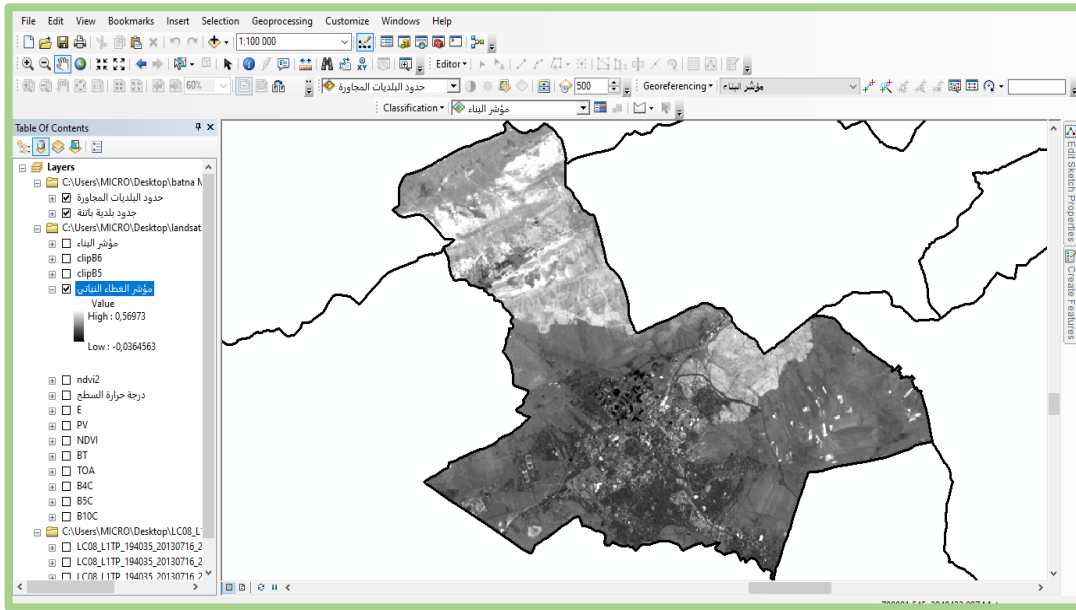 File Edit View Bookmarks Insert Selection Geoprocessing Customize Windows Help
1:100 000
Editor
60% حدود البلديات المجاورة 500 Georeferencing مؤشر البناء
Classification مؤشر البناء
Table Of Contents
Layers
C:\Users\MICRO\Desktop\batna
حدود البلديات المجاورة
جدود بلدية باتنة
C:\Users\MICRO\Desktop\landsat
مؤشر البناء
clipB6
clipB5
مؤشر الغطاء النباتي
Value
High : 0,56973
Low : -0,0364563
ndvi2
درجة حرارة السطح
E
PV
NDVI
BT
TOA
B4C
B5C
B10C
C:\Users\MICRO\Desktop\LC08_L1
LC08_L1TP_194035_20130716_2
LC08_L1TP_194035_20130716_2
LC08_L1TP_194035_20130716_2
Edit Sketch Properties
Create Features